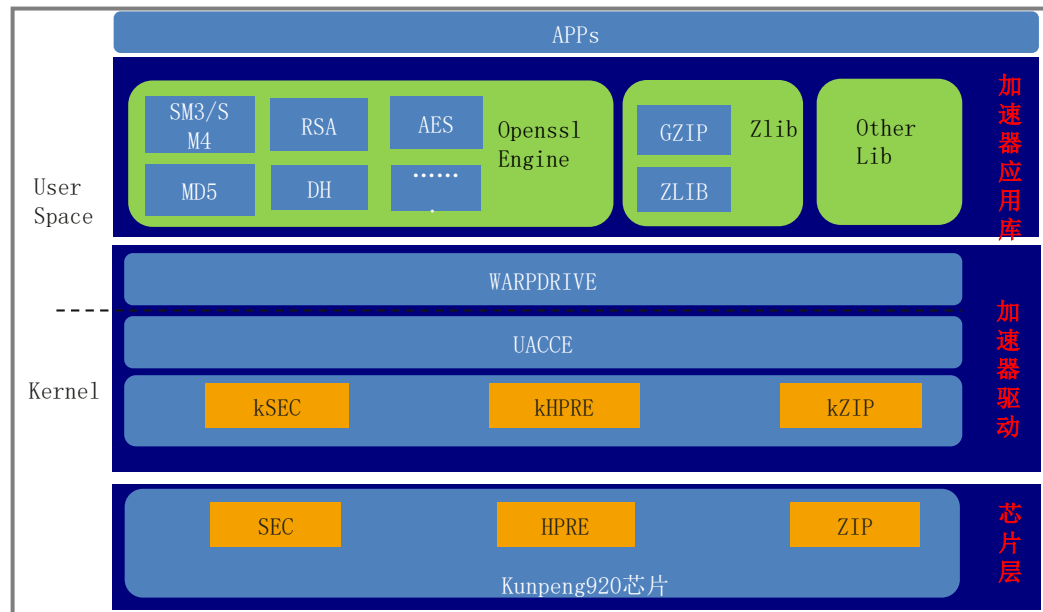 APPs
SM3/S
M4
RSA
AES
Openssl
Engine
MD5
DH
......
.
GZIP
Zlib
ZLIB
Other
Lib
加速器应用库
User
Space
WARPDRIVE
UACCE
Kernel
kSEC
kHPRE
kZIP
加速器驱动
SEC
HPRE
ZIP
Kunpeng920芯片
芯片层